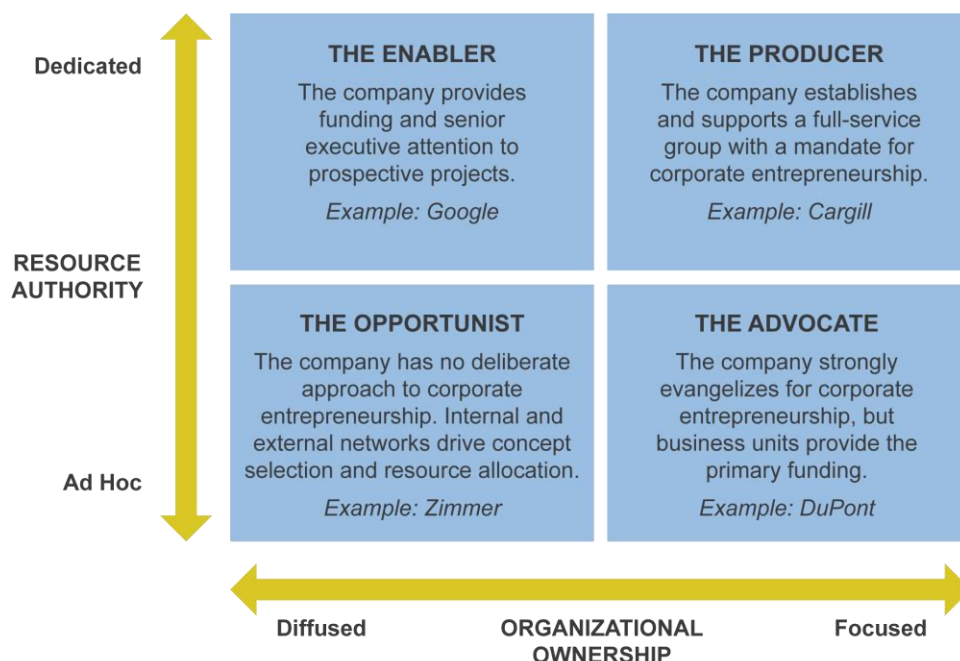 Dedicated
RESOURCE
AUTHORITY
Ad Hoc
THE ENABLER
The company provides
funding and senior
executive attention to
prospective projects.
Example: Google
THE PRODUCER
The company establishes
and supports a full-service
group with a mandate for
corporate entrepreneurship.
Example: Cargill
THE OPPORTUNIST
The company has no deliberate
approach to corporate
entrepreneurship. Internal and
external networks drive concept
selection and resource allocation.
Example: Zimmer
THE ADVOCATE
The company strongly
evangelizes for corporate
entrepreneurship, but
business units provide the
primary funding.
Example: DuPont
Diffused
ORGANIZATIONAL
OWNERSHIP
Focused